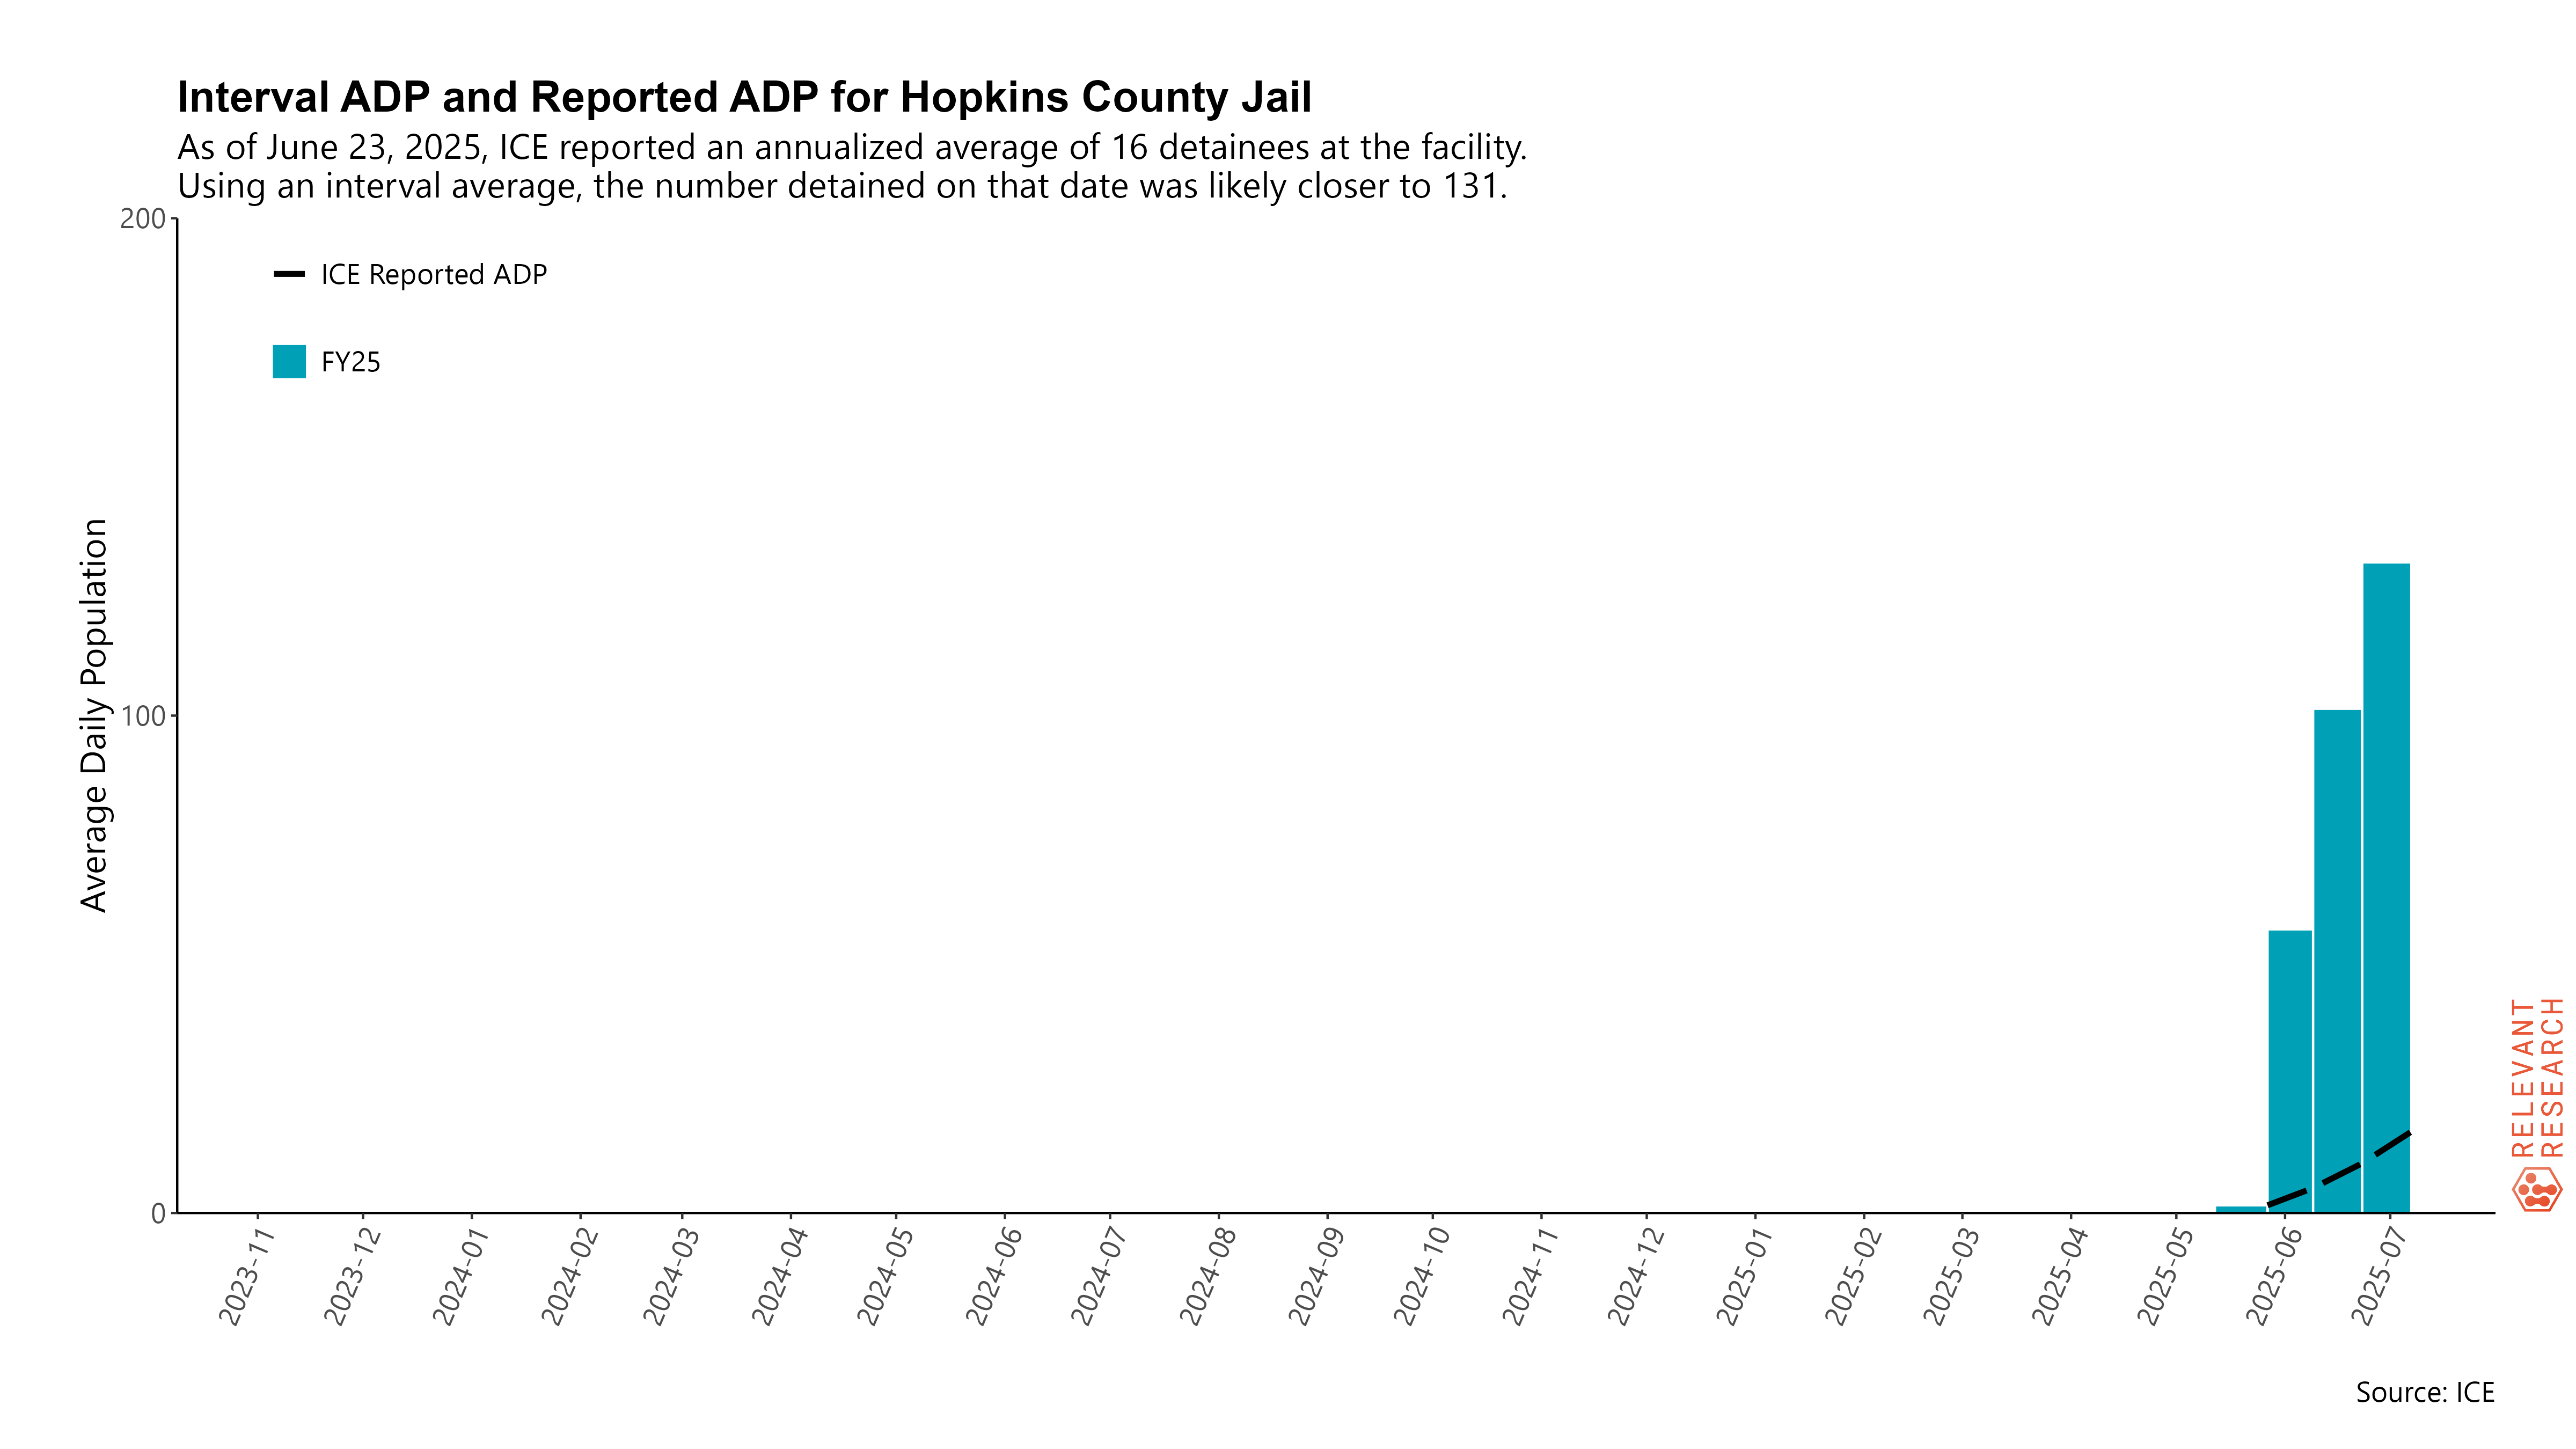 Interval ADP and Reported ADP for Hopkins County Jail
As of June 23, 2025, ICE reported an annualized average of 16 detainees at the facility.
Using an interval average, the number detained on that date was likely closer to 131.
200
100
0
Average Daily Population
ICE Reported ADP
FY25
2023-11
2023-12
2024-01
2024-02
2024-03
2024-04
2024-05
2024-06
2024-07
2024-08
2024-09
2024-10
2024-11
2024-12
2025-01
2025-02
2025-03
2025-04
2025-05
2025-06
2025-07
RELEVANT
RESEARCH
Source: ICE